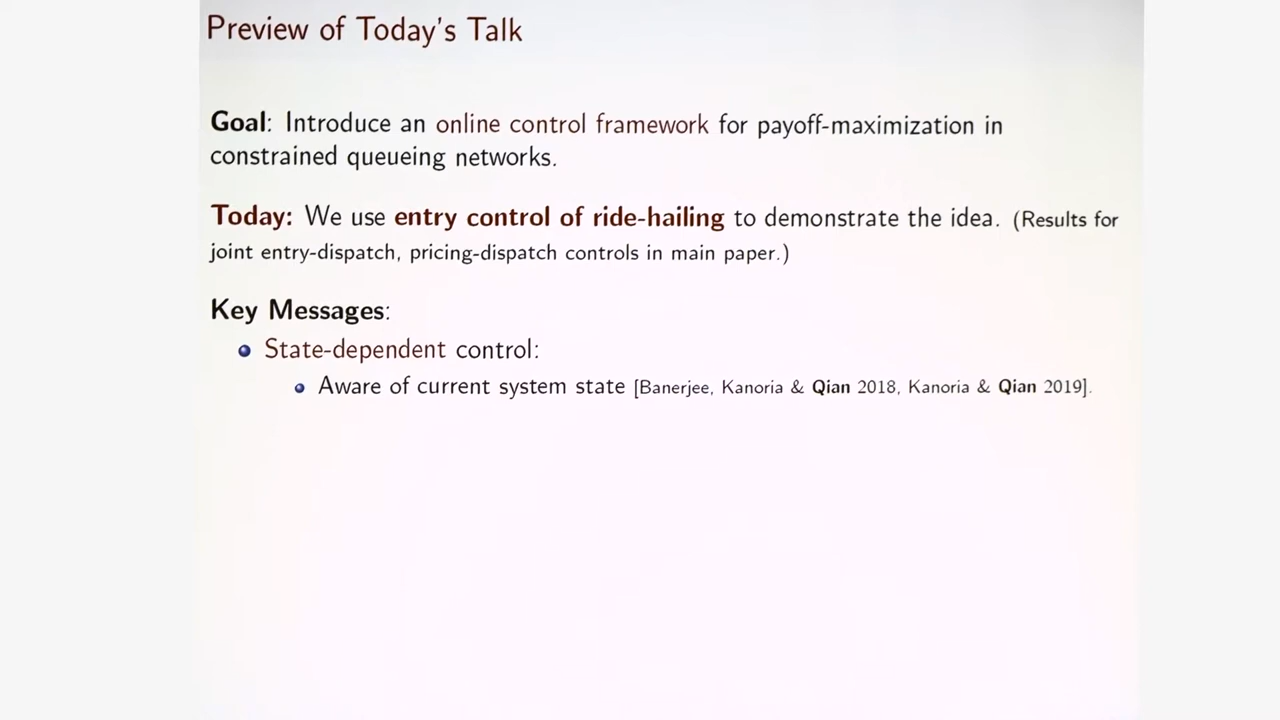 Preview of Today's Talk
Goal: Introduce an online control framework for payoff-maximization in
constrained queueing networks.
Today: We use entry control of ride-hailing to demonstrate the idea. (Results for
joint entry-dispatch, pricing-dispatch controls in main paper.)
Key Messages:
State-dependent control:
Aware of current system state [Banerjee, Kanoria & Qian 2018, Kanoria & Qian 2019].